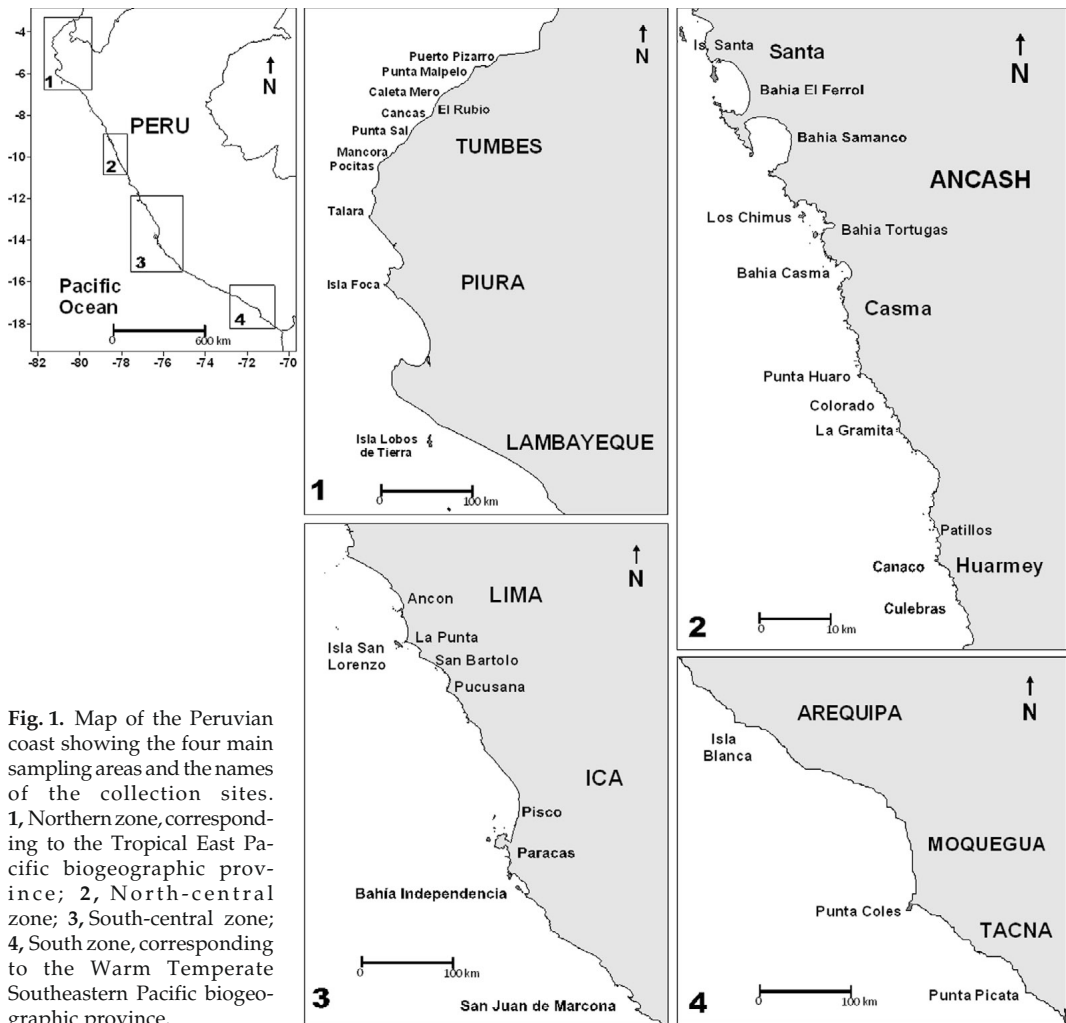 -4
-6
-8
-10
-12
-14
-16
-18
-82
-78
-76
-74
-72
-70
N
PERU
1
2
3
4
Pacific
Ocean
0
600 km
N
Puerto Pizarro
Punta Malpelo
Caleta Mero
El Rubio
Cancas
Punta Sal
TUMBES
Mancora
Pocitas
Talara
PIURA
Isla Foca
Isla Lobos
de Tierra
LAMBAYEQUE
0
100 km
1
Is. Santa
Santa
N
Bahia El Ferrol
Bahia Samanco
ANCASH
Los Chimus
Bahia Tortugas
Bahia Casma
Casma
Punta Huaro
Colorado
La Gramita
Patillos
Canaco
Huarmey
Culebras
0
10 km
2
N
LIMA
Ancon
La Punta
Isla San
Lorenzo
San Bartolo
Pucusana
ICA
Pisco
Paracas
Bahía Independencia
0
100 km
San Juan de Marcona
3
N
AREQUIPA
Isla
Blanca
MOQUEGUA
Punta Coles
TACNA
Punta Picata
0
100 km
4
Fig. 1. Map of the Peruvian
coast showing the four main
sampling areas and the names
of the collection sites.
1, Northern zone, correspond-
ing to the Tropical East Pa-
cific biogeographic prov-
ince; 2, North-central
zone; 3, South-central zone;
4, South zone, corresponding
to the Warm Temperate
Southeastern Pacific biogeo-
graphic province.